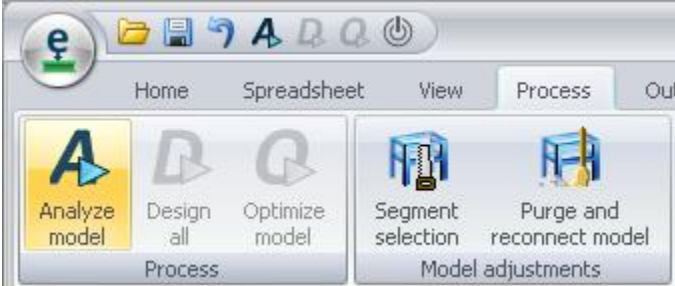 e
A D O
Home Spreadsheet View Process Out
A D O
Analyze Design Optimize Segment Purge and
model all model selection reconnect model
Process Model adjustments